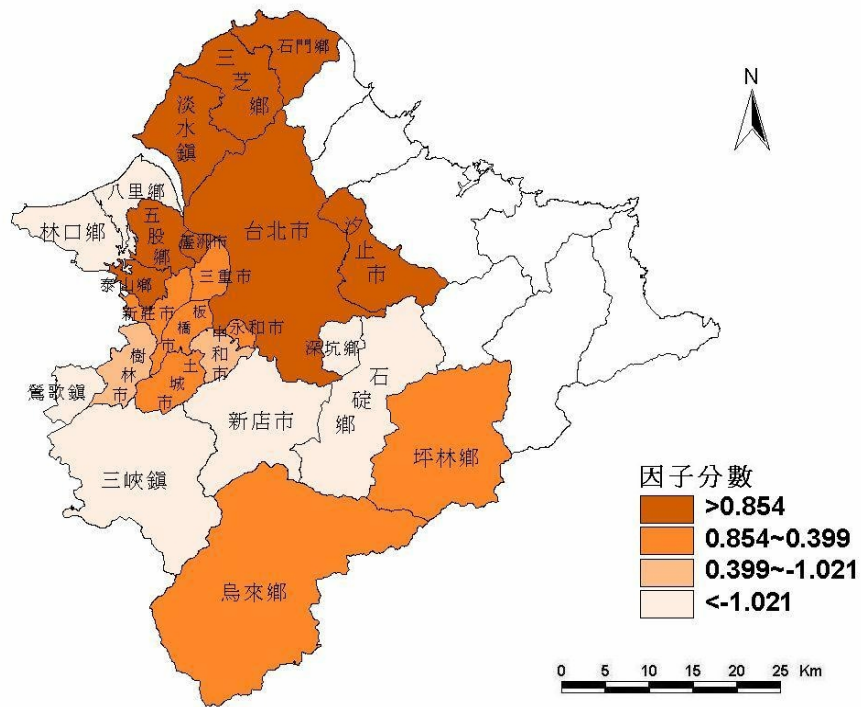 N
石門鄉
三芝鄉
淡水鎮
八里鄉
林口鄉
五股鄉
蘆洲市
台北市
汐止市
泰山鄉
三重市
新莊市
板橋市
永和市
中和市
深坑鄉
樹林市
土城市
鶯歌鎮
石碇鄉
新店市
坪林鄉
三峽鎮
烏來鄉
因子分數
>0.854
0.854~0.399
0.399~-1.021
<-1.021
0 5 10 15 20 25 Km